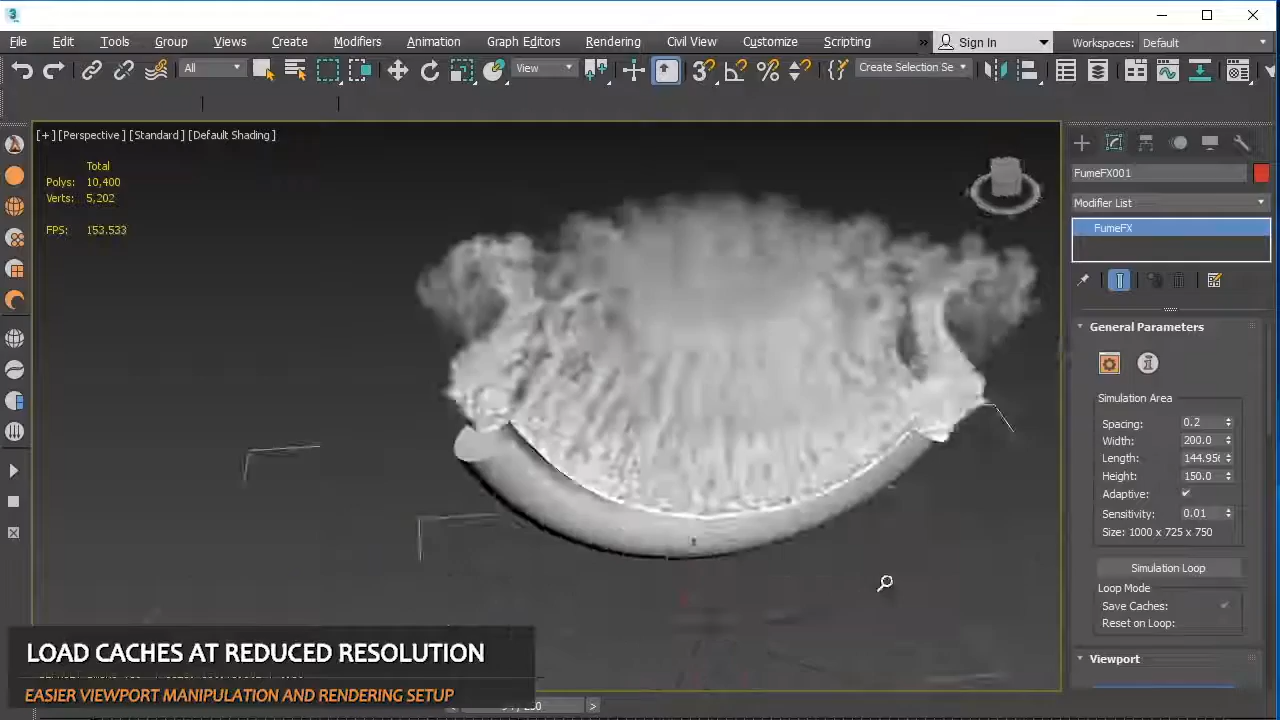 3
File Edit Tools Group Views Create Modifiers Animation Graph Editors Rendering Civil View Customize Scripting » Sign In Workspaces: Default
All View Create Selection Se
[+] [Perspective] [Standard] [Default Shading]
Total
Polys: 10,400
Verts: 5,202
FPS: 153.533
FumeFX001
Modifier List
FumeFX
General Parameters
Simulation Area
Spacing: 0.2
Width: 200.0
Length: 144.956
Height: 150.0
Adaptive:
Sensitivity: 0.01
Size: 1000 x 725 x 750
Simulation Loop
Loop Mode
Save Caches:
Reset on Loop:
Viewport
LOAD CACHES AT REDUCED RESOLUTION
EASIER VIEWPORT MANIPULATION AND RENDERING SETUP